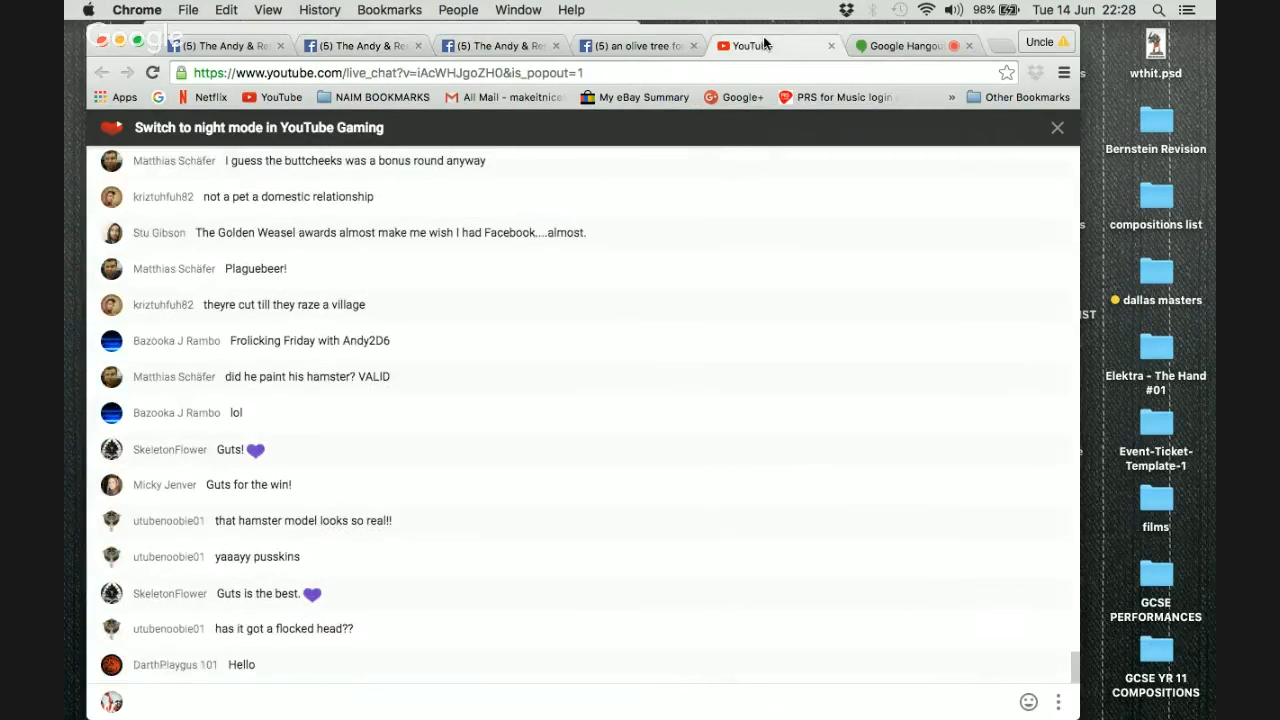 Chrome File Edit View History Bookmarks People Window Help 98% Tue 14 Jun 22:28
Google
(5) The Andy & Re (5) The Andy & Re (5) The Andy & Re (5) an olive tree fo YouTube Google Hangou Uncle
https://www.youtube.com/live_chat?v=iAcWHJgoZH0&is_popout=1
Apps Netflix YouTube NAIM BOOKMARKS All Mail - makeitnice My eBay Summary Google+ PRS for Music login » Other Bookmarks
Switch to night mode in YouTube Gaming
Matthias Schäfer I guess the buttcheeks was a bonus round anyway
kriztuhfuh82 not a pet a domestic relationship
Stu Gibson The Golden Weasel awards almost make me wish I had Facebook....almost.
Matthias Schäfer Plaguebeer!
kriztuhfuh82 theyre cut till they raze a village
Bazooka J Rambo Frolicking Friday with Andy2D6
Matthias Schäfer did he paint his hamster? VALID
Bazooka J Rambo lol
SkeletonFlower Guts! 💜
Micky Jenver Guts for the win!
utubenoobie01 that hamster model looks so real!!
utubenoobie01 yaaayy pusskins
SkeletonFlower Guts is the best. 💜
utubenoobie01 has it got a flocked head??
DarthPlaygus 101 Hello
wthit.psd
Bernstein Revision
compositions list
dallas masters
Elektra - The Hand
#01
Event-Ticket-
Template-1
films
GCSE
PERFORMANCES
GCSE YR 11
COMPOSITIONS